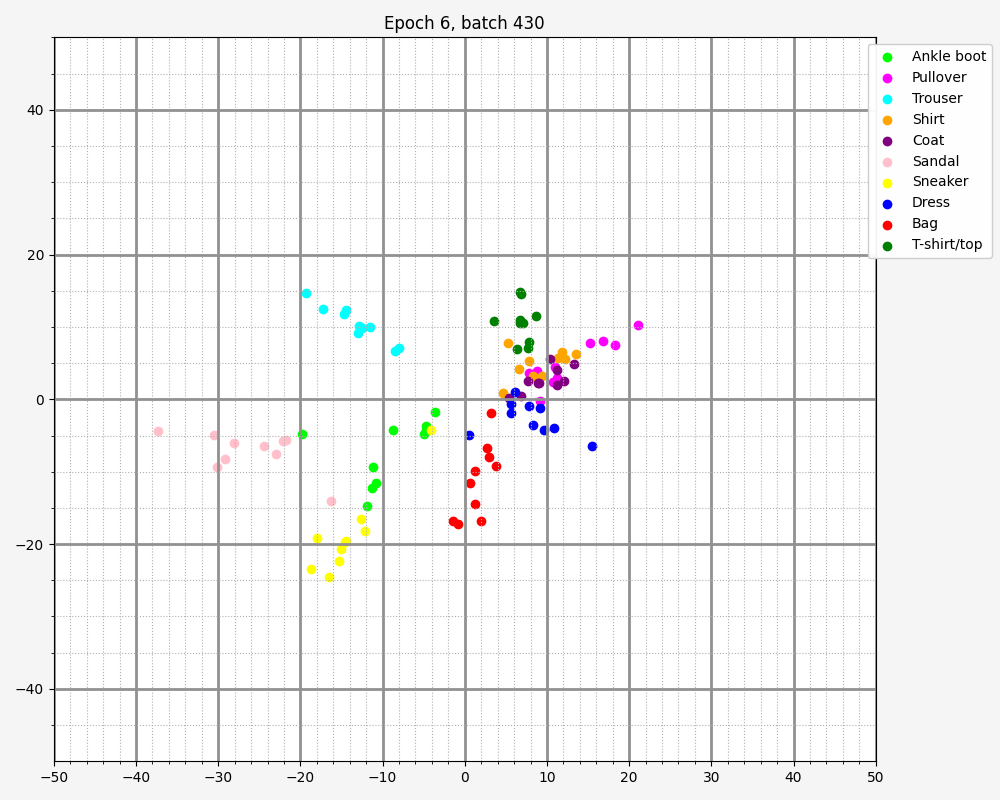 Epoch 6, batch 430
Ankle boot
Pullover
Trouser
Shirt
Coat
Sandal
Sneaker
Dress
Bag
T-shirt/top
40
20
0
−20
−40
−50 −40 −30 −20 −10 0 10 20 30 40 50